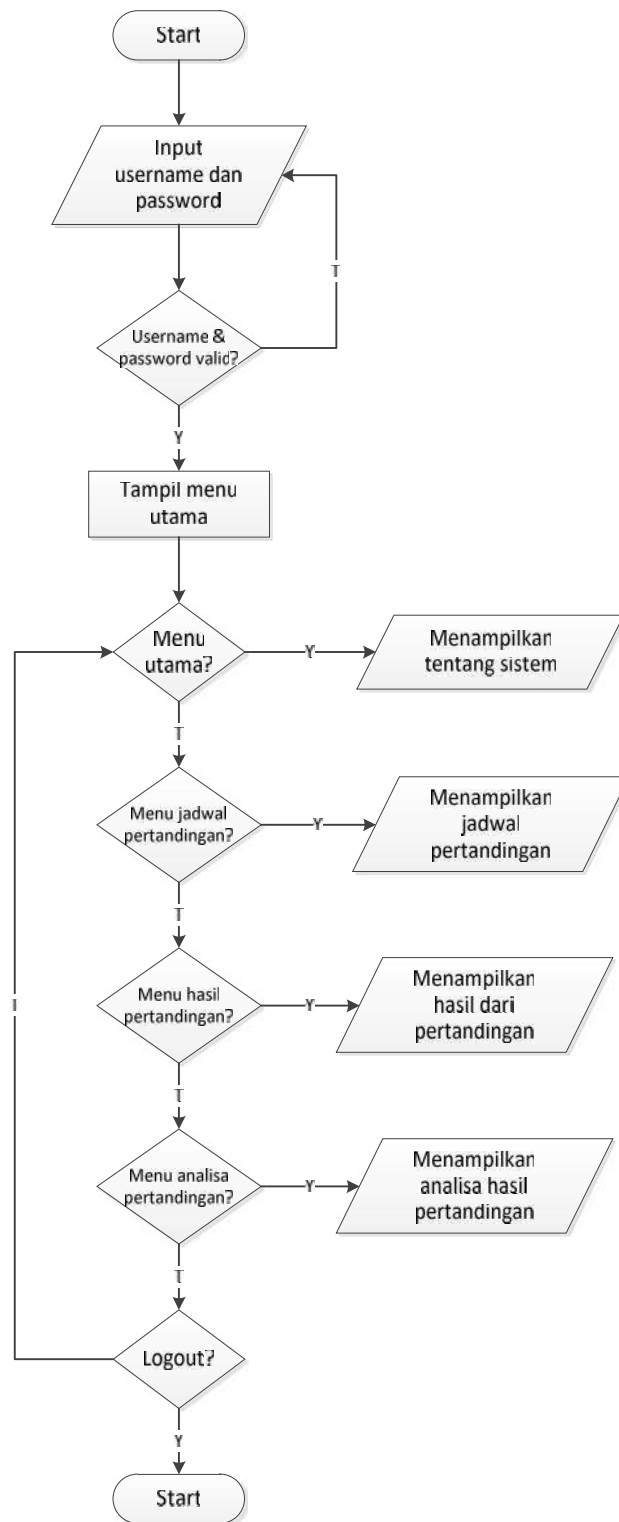 Start
Input
username dan
password
T
Username &
password valid?
Y
Tampil menu
utama
Menu
utama?
Y
Menampilkan
tentang sistem
T
Menu jadwal
pertandingan?
Y
Menampilkan
jadwal
pertandingan
T
Menu hasil
pertandingan?
Y
Menampilkan
hasil dari
pertandingan
T
T
Menu analisa
pertandingan?
Y
Menampilkan
analisa hasil
pertandingan
T
Logout?
Y
Start